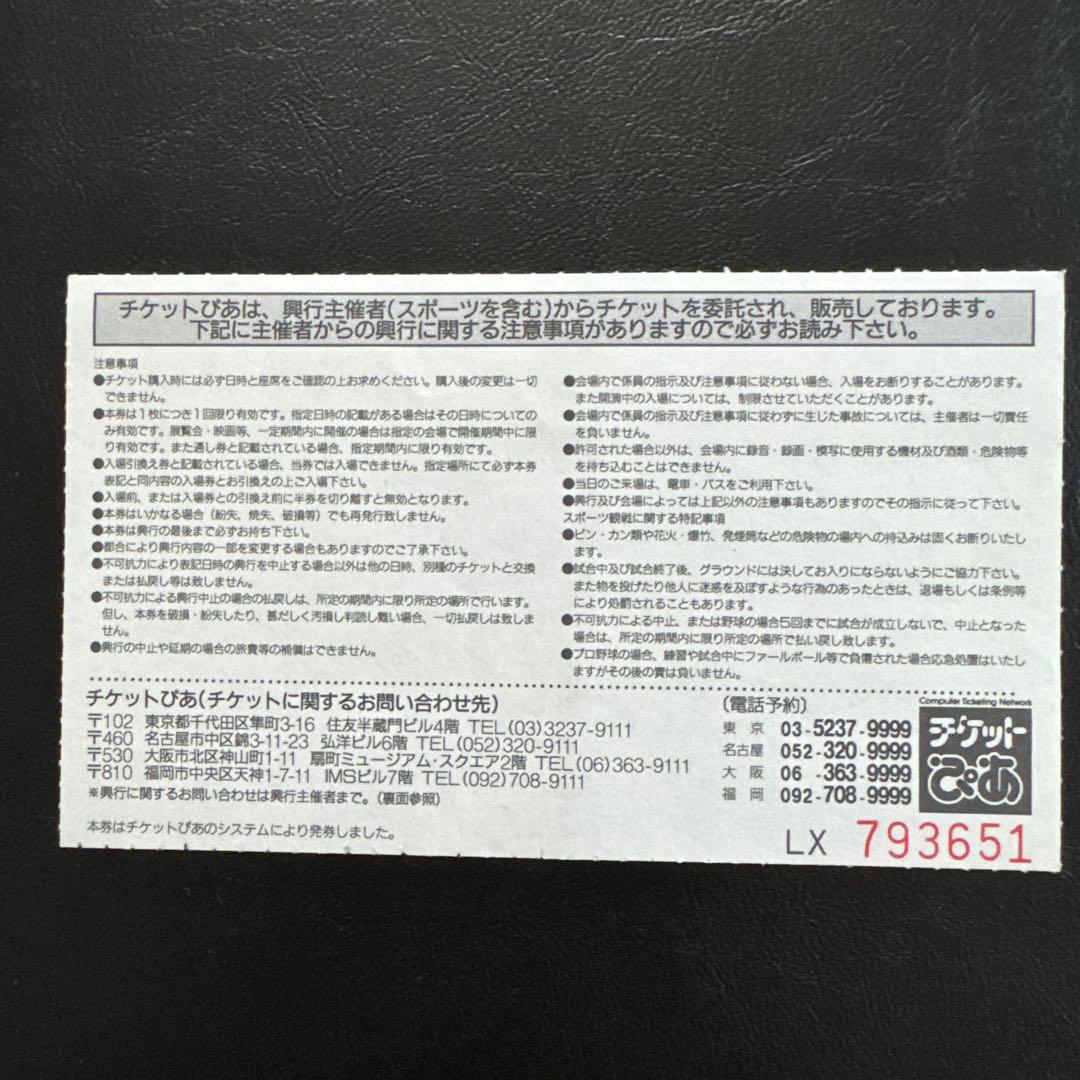 チケットぴあは、興行主催者(スポーツを含む)からチケットを委託され、販売しております。
下記に主催者からの興行に関する注意事項がありますので必ずお読み下さい。
注意事項
●チケット購入時には必ず日時と座席をご確認の上お求めください。購入後の変更は一切
できません。
●本券は1枚につき1回限り有効です。指定日時の記載がある場合はその日時についての
み有効です。展覧会・映画等、一定期間内に開催の場合は指定の会場で開催期間中に限
り有効です。また通し券と記載されている場合、指定期間内に限り有効です。
●入場引換え券と記載されている場合、当券では入場できません。指定場所にて必ず本券
表記と同内容の入場券とお引換えの上ご入場下さい。
●入場前、または入場券との引換え前に半券を切り離すと無効となります。
●本券はいかなる場合(紛失、焼失、破損等)でも再発行致しません。
●本券は興行の最後まで必ずお持ち下さい。
●都合により興行内容の一部を変更する場合もありますのでご了承下さい。
●不可抗力により表記日時の興行を中止する場合以外は他の日時、別種のチケットと交換
または払戻し等は致しません。
●不可抗力による興行中止の場合の払戻しは、所定の期間内に限り所定の場所で行います。
但し、本券を破損・紛失したり、甚だしく汚損し判読し難い場合、一切払戻しは致しま
せん。
●興行の中止や延期の場合の旅費等の補償はできません。
●会場内で係員の指示及び注意事項に従わない場合、入場をお断りすることがあります。
また開演中の入場については、制限させていただくことがあります。
●会場内で係員の指示及び注意事項に従わずに生じた事故については、主催者は一切責任
を負いません。
●許可された場合以外は、会場内に録音・録画・模写に使用する機材及び酒類・危険物等
を持ち込むことはできません。
●当日のご来場は、電車・バスをご利用下さい。
●興行及び会場によっては上記以外の注意事項もありますのでその指示に従って下さい。
スポーツ観戦に関する特記事項
●ビン・カン類や花火・爆竹、発煙筒などの危険物の場内への持込みは固くお断りいたし
ます。
●試合中及び試合終了後、グラウンドには決してお入りにならないようにご協力下さい。
また物を投げたり他人に迷惑を及ぼすような行為のあったときは、退場もしくは条例等
により処罰されることもあります。
●不可抗力による中止、または野球の場合5回までに試合が成立しないで、中止となった
場合は、所定の期間内に限り所定の場所で払い戻し致します。
●プロ野球の場合、練習や試合中にファールボール等で負傷された場合応急処置はいたし
ますがその後の責は負いません。
チケットぴあ(チケットに関するお問い合わせ先)
〒102 東京都千代田区隼町3-16 住友半蔵門ビル4階 TEL(03)3237-9111
〒460 名古屋市中区錦3-11-23 弘洋ビル6階 TEL(052)320-9111
〒530 大阪市北区神山町1-11 扇町ミュージアム・スクエア2階 TEL(06)363-9111
〒810 福岡市中央区天神1-7-11 IMSビル7階 TEL(092)708-9111
※興行に関するお問い合わせは興行主催者まで。(裏面参照)
本券はチケットぴあのシステムにより発券しました。
(電話予約)
東 京 03-5237-9999
名古屋 052-320-9999
大 阪 06-363-9999
福 岡 092-708-9999
Computer Ticketing Network
チケット
ぴあ
LX 793651